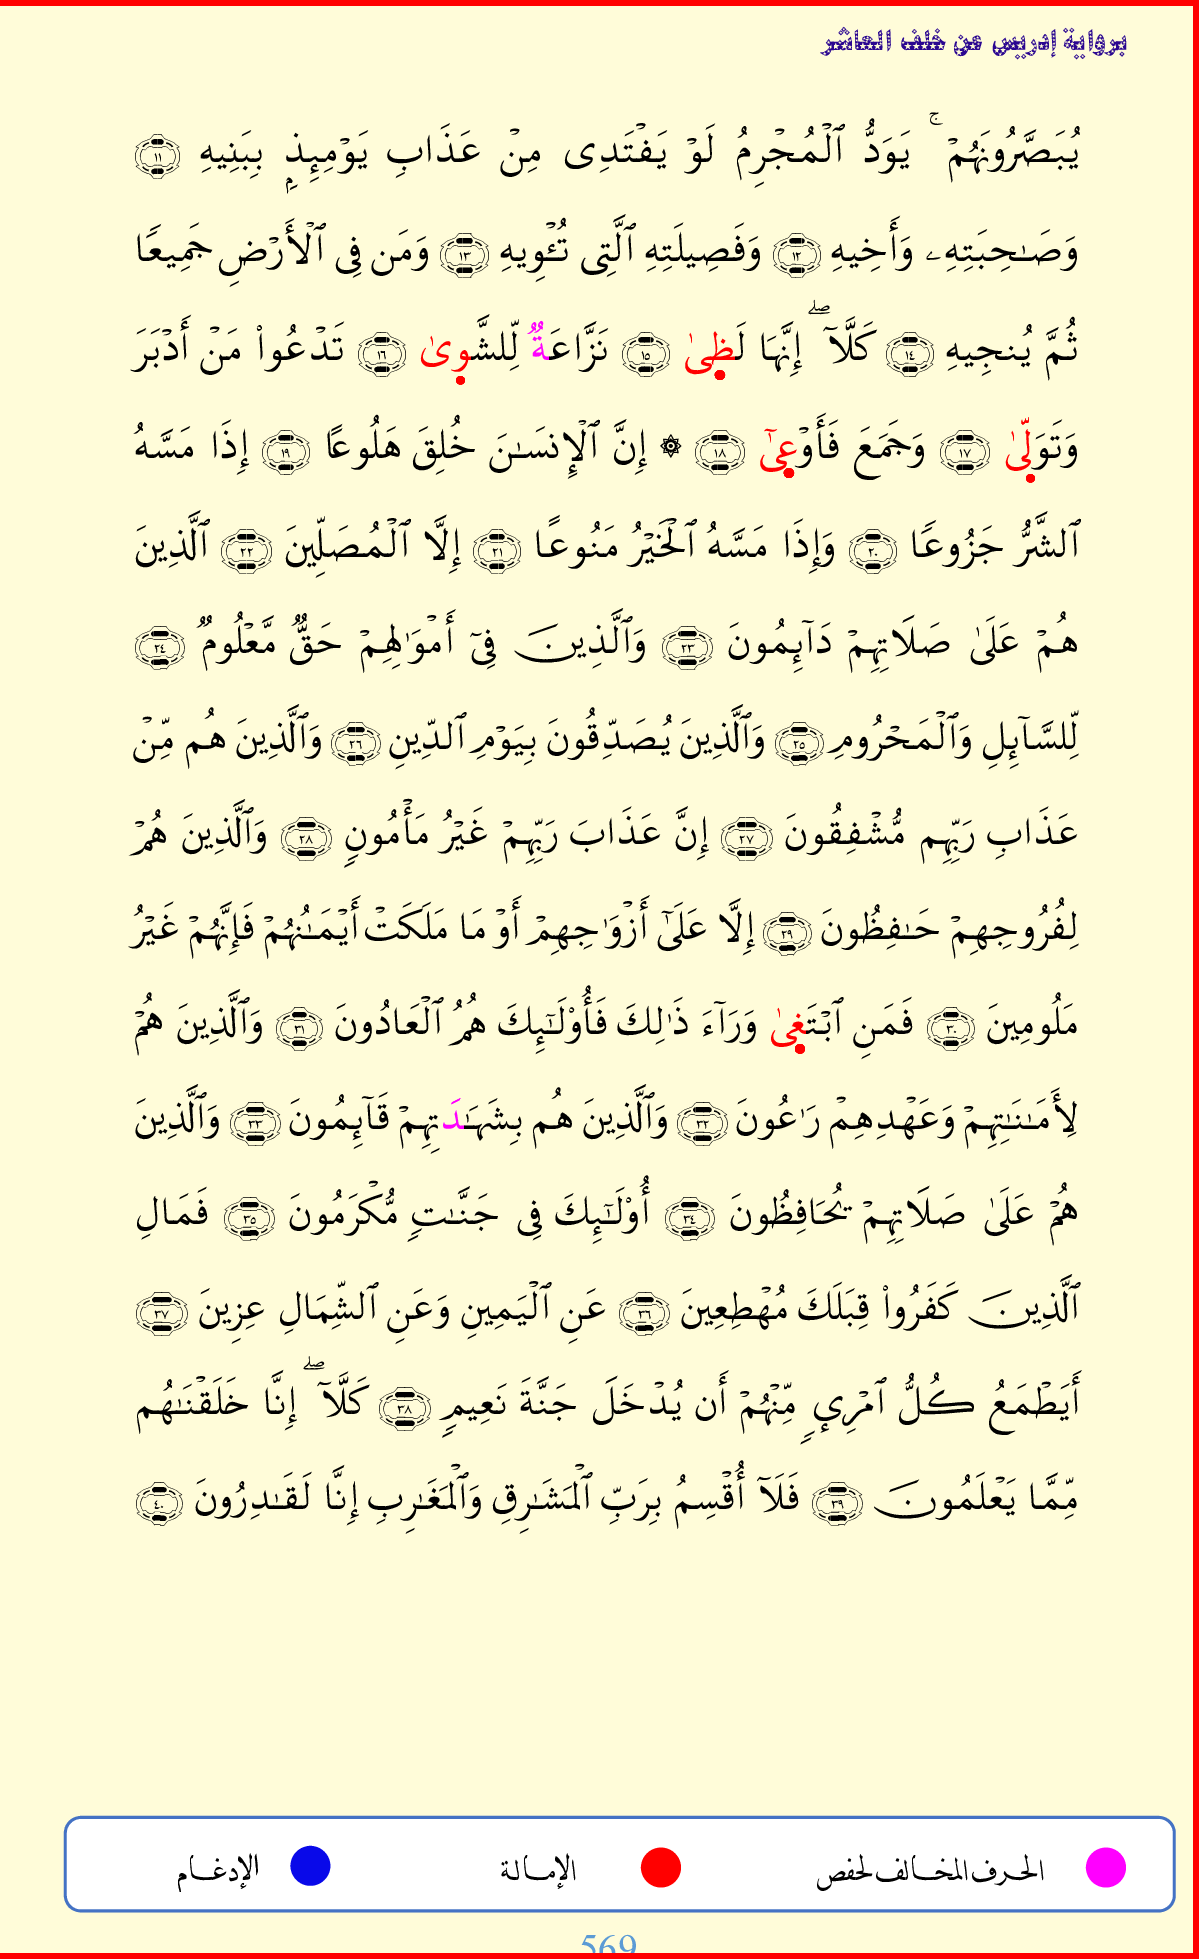 برواية إدريس عن خلف العاشر
يُبَصَّرُونَهُمۡۚ يَوَدُّ ٱلۡمُجۡرِمُ لَوۡ يَفۡتَدِى مِنۡ عَذَابِ يَوۡمِئِذِۭ بِبَنِيهِ ١١
وَصَـٰحِبَتِهِۦ وَأَخِيهِ ١٢ وَفَصِيلَتِهِ ٱلَّتِى تُـٔۡوِيهِ ١٣ وَمَن فِى ٱلۡأَرۡضِ جَمِيعًا
ثُمَّ يُنجِيهِ ١٤ كَلَّآۖ إِنَّهَا لَظِىٰ ١٥ نَزَّاعَةٌ لِّلشَّوِىٰ ١٦ تَدۡعُواْ مَنۡ أَدۡبَرَ
وَتَوَلِّىٰ ١٧ وَجَمَعَ فَأَوۡعِىٰٓ ١٨ ۞ إِنَّ ٱلۡإِنسَـٰنَ خُلِقَ هَلُوعًا ١٩ إِذَا مَسَّهُ
ٱلشَّرُّ جَزُوعًا ٢٠ وَإِذَا مَسَّهُ ٱلۡخَيۡرُ مَنُوعًا ٢١ إِلَّا ٱلۡمُصَلِّينَ ٢٢ ٱلَّذِينَ
هُمۡ عَلَىٰ صَلَاتِهِمۡ دَآئِمُونَ ٢٣ وَٱلَّذِينَ فِىٓ أَمۡوَٰلِهِمۡ حَقٌّ مَّعۡلُومٌ ٢٤
لِّلسَّآئِلِ وَٱلۡمَحۡرُومِ ٢٥ وَٱلَّذِينَ يُصَدِّقُونَ بِيَوۡمِ ٱلدِّينِ ٢٦ وَٱلَّذِينَ هُم مِّنۡ
عَذَابِ رَبِّهِم مُّشۡفِقُونَ ٢٧ إِنَّ عَذَابَ رَبِّهِمۡ غَيۡرُ مَأۡمُونٍ ٢٨ وَٱلَّذِينَ هُمۡ
لِفُرُوجِهِمۡ حَـٰفِظُونَ ٢٩ إِلَّا عَلَىٰٓ أَزۡوَٰجِهِمۡ أَوۡ مَا مَلَكَتۡ أَيۡمَـٰنُهُمۡ فَإِنَّهُمۡ غَيۡرُ
مَلُومِينَ ٣٠ فَمَنِ ٱبۡتَغِىٰ وَرَآءَ ذَٰلِكَ فَأُوْلَـٰٓئِكَ هُمُ ٱلۡعَادُونَ ٣١ وَٱلَّذِينَ هُمۡ
لِأَمَـٰنَـٰتِهِمۡ وَعَهۡدِهِمۡ رَٰعُونَ ٣٢ وَٱلَّذِينَ هُم بِشَهَـٰدَتِهِمۡ قَآئِمُونَ ٣٣ وَٱلَّذِينَ
هُمۡ عَلَىٰ صَلَاتِهِمۡ يُحَافِظُونَ ٣٤ أُوْلَـٰٓئِكَ فِى جَنَّـٰتٍ مُّكۡرَمُونَ ٣٥ فَمَالِ
ٱلَّذِينَ كَفَرُواْ قِبَلَكَ مُهۡطِعِينَ ٣٦ عَنِ ٱلۡيَمِينِ وَعَنِ ٱلشِّمَالِ عِزِينَ ٣٧
أَيَطۡمَعُ كُلُّ ٱمۡرِىٍٕ مِّنۡهُمۡ أَن يُدۡخَلَ جَنَّةَ نَعِيمٍ ٣٨ كَلَّآۖ إِنَّا خَلَقۡنَـٰهُم
مِّمَّا يَعۡلَمُونَ ٣٩ فَلَآ أُقۡسِمُ بِرَبِّ ٱلۡمَشَـٰرِقِ وَٱلۡمَغَـٰرِبِ إِنَّا لَقَـٰدِرُونَ ٤٠
الحرف المخالف لحفص الإمالة الإدغام
569